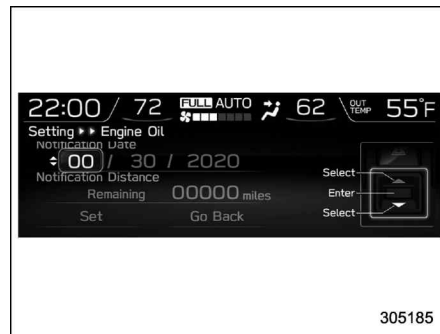 22:00 / 72 FULL AUTO 62 OUT TEMP 55°F
Setting ▸▸ Engine Oil
Notification Date
00 / 30 / 2020
Notification Distance
Remaining 00000 miles
Set Go Back
Select
Enter
Select
305185